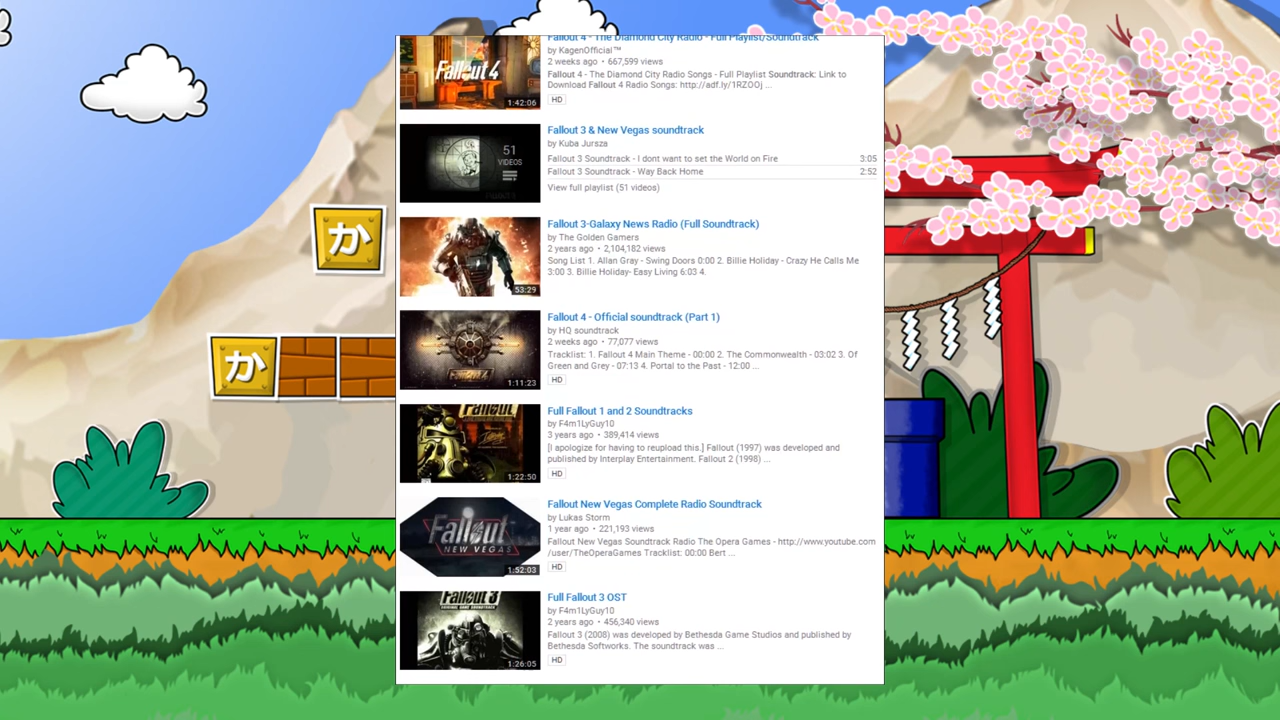 か
か
Fallout 4 - The Diamond City Radio - Full Playlist/Soundtrack
by KagenOfficial™
2 weeks ago • 667,599 views
Fallout 4 - The Diamond City Radio Songs - Full Playlist Soundtrack: Link to
Download Fallout 4 Radio Songs: http://adf.ly/1RZOOj ...
HD
Fallout 4
1:42:06
Fallout 3 & New Vegas soundtrack
by Kuba Jursza
Fallout 3 Soundtrack - I dont want to set the World on Fire 3:05
Fallout 3 Soundtrack - Way Back Home 2:52
View full playlist (51 videos)
51
VIDEOS
Fallout 3-Galaxy News Radio (Full Soundtrack)
by The Golden Gamers
2 years ago • 2,104,182 views
Song List 1. Allan Gray - Swing Doors 0:00 2. Billie Holiday - Crazy He Calls Me
3:00 3. Billie Holiday- Easy Living 6:03 4.
53:29
Fallout 4 - Official soundtrack (Part 1)
by HQ soundtrack
2 weeks ago • 77,077 views
Tracklist: 1. Fallout 4 Main Theme - 00:00 2. The Commonwealth - 03:02 3. Of
Green and Grey - 07:13 4. Portal to the Past - 12:00 ...
HD
Fallout 4
1:11:23
Full Fallout 1 and 2 Soundtracks
by F4m1LyGuy10
3 years ago • 389,414 views
[I apologize for having to reupload this.] Fallout (1997) was developed and
published by Interplay Entertainment. Fallout 2 (1998) ...
HD
Fallout
1:22:50
Fallout New Vegas Complete Radio Soundtrack
by Lukas Storm
1 year ago • 221,193 views
Fallout New Vegas Soundtrack Radio The Opera Games - http://www.youtube.com
/user/TheOperaGames Tracklist: 00:00 Bert ...
HD
Fallout
NEW VEGAS
1:52:03
Full Fallout 3 OST
by F4m1LyGuy10
2 years ago • 456,340 views
Fallout 3 (2008) was developed by Bethesda Game Studios and published by
Bethesda Softworks. The soundtrack was ...
HD
Fallout 3
ORIGINAL GAME SOUNDTRACK
1:26:05